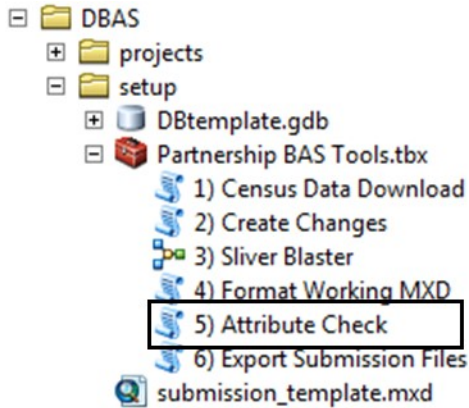 DBAS
projects
setup
DBtemplate.gdb
Partnership BAS Tools.tbx
1) Census Data Download
2) Create Changes
3) Sliver Blaster
4) Format Working MXD
5) Attribute Check
6) Export Submission Files
submission_template.mxd